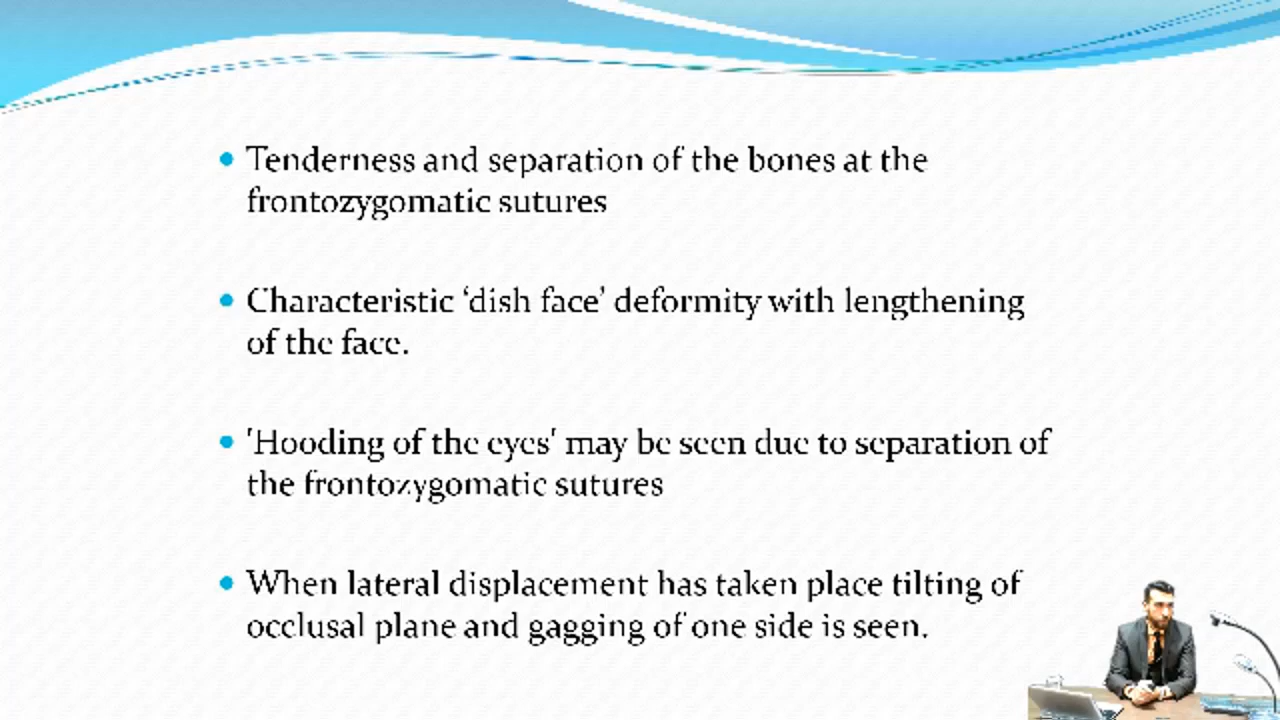 • Tenderness and separation of the bones at the
frontozygomatic sutures
• Characteristic ‘dish face’ deformity with lengthening
of the face.
• 'Hooding of the eyes' may be seen due to separation of
the frontozygomatic sutures
• When lateral displacement has taken place tilting of
occlusal plane and gagging of one side is seen.